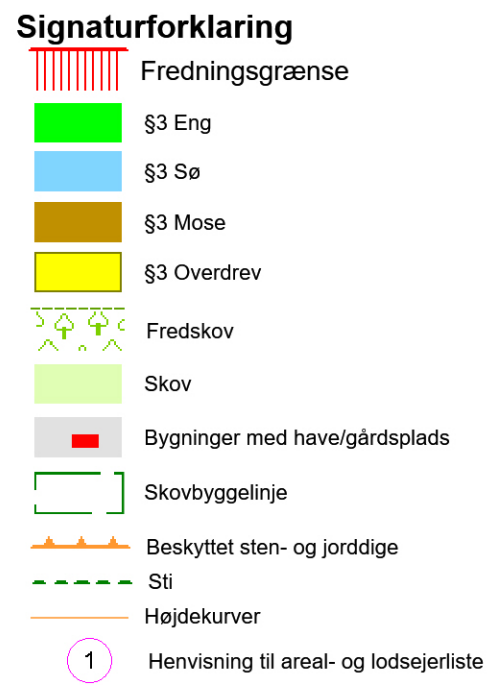 Signaturforklaring
Fredningsgrænse
§3 Eng
§3 Sø
§3 Mose
§3 Overdrev
Fredskov
Skov
Bygninger med have/gårdsplads
Skovbyggelinje
Beskyttet sten- og jorddige
Sti
Højdekurver
1 Henvisning til areal- og lodsejerliste